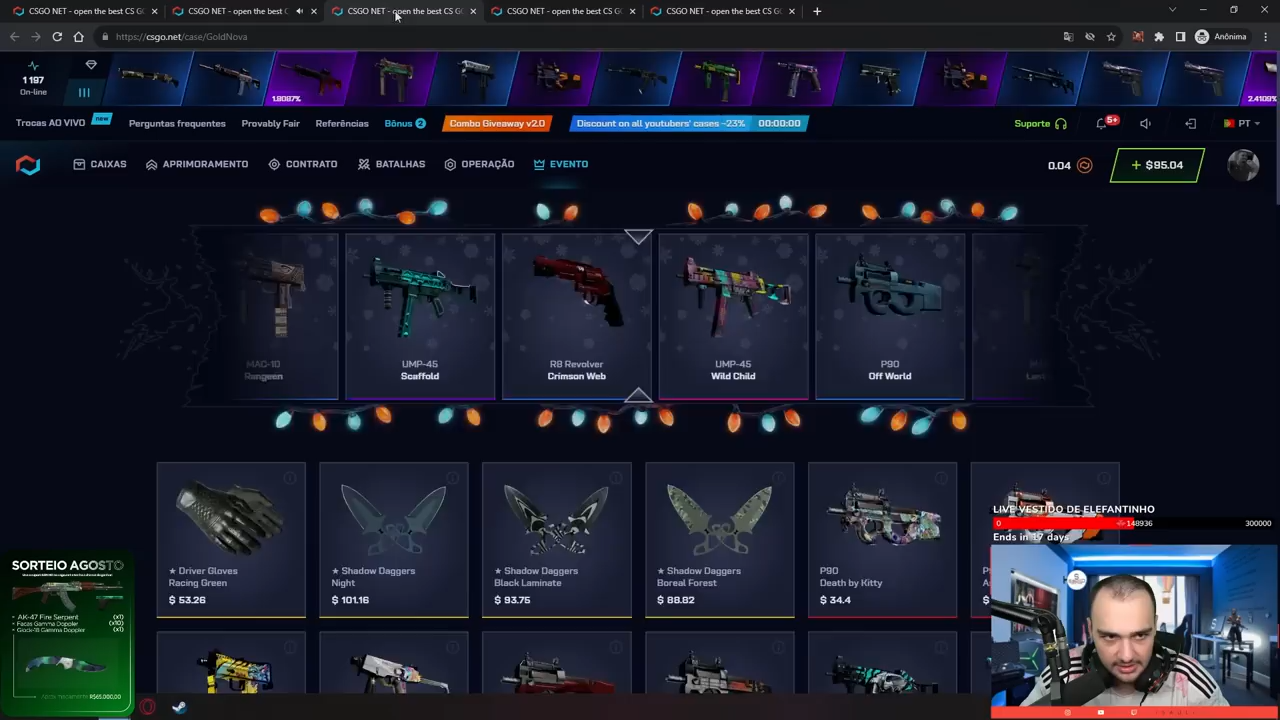 CSGO NET - open the best CS G
CSGO NET - open the best C
CSGO NET - open the best CS G
CSGO NET - open the best CS G
CSGO NET - open the best CS G
https://csgo.net/case/GoldNova
Anônima
1 197
On-line
1.8087%
2.4108%
Trocas AO VIVO new
Perguntas frequentes
Provably Fair
Referências
Bônus 2
Combo Giveaway v2.0
Discount on all youtubers' cases -23% 00:00:00
Suporte
5+
PT
CAIXAS
APRIMORAMENTO
CONTRATO
BATALHAS
OPERAÇÃO
EVENTO
0.04
+ $95.04
MAC-10
Rangeen
UMP-45
Scaffold
R8 Revolver
Crimson Web
UMP-45
Wild Child
P90
Off World
★ Driver Gloves
Racing Green
$ 53.26
★ Shadow Daggers
Night
$ 101.16
★ Shadow Daggers
Black Laminate
$ 93.75
★ Shadow Daggers
Boreal Forest
$ 88.82
P90
Death by Kitty
$ 34.4
LIVE VESTIDO DE ELEFANTINHO
0
148936
300000
Ends in 17 days
SORTEIO AGOSTO
AK-47 Fire Serpent (x1)
Facas Gamma Doppler (x10)
Glock-18 Gamma Doppler (x1)
R$65.000,00